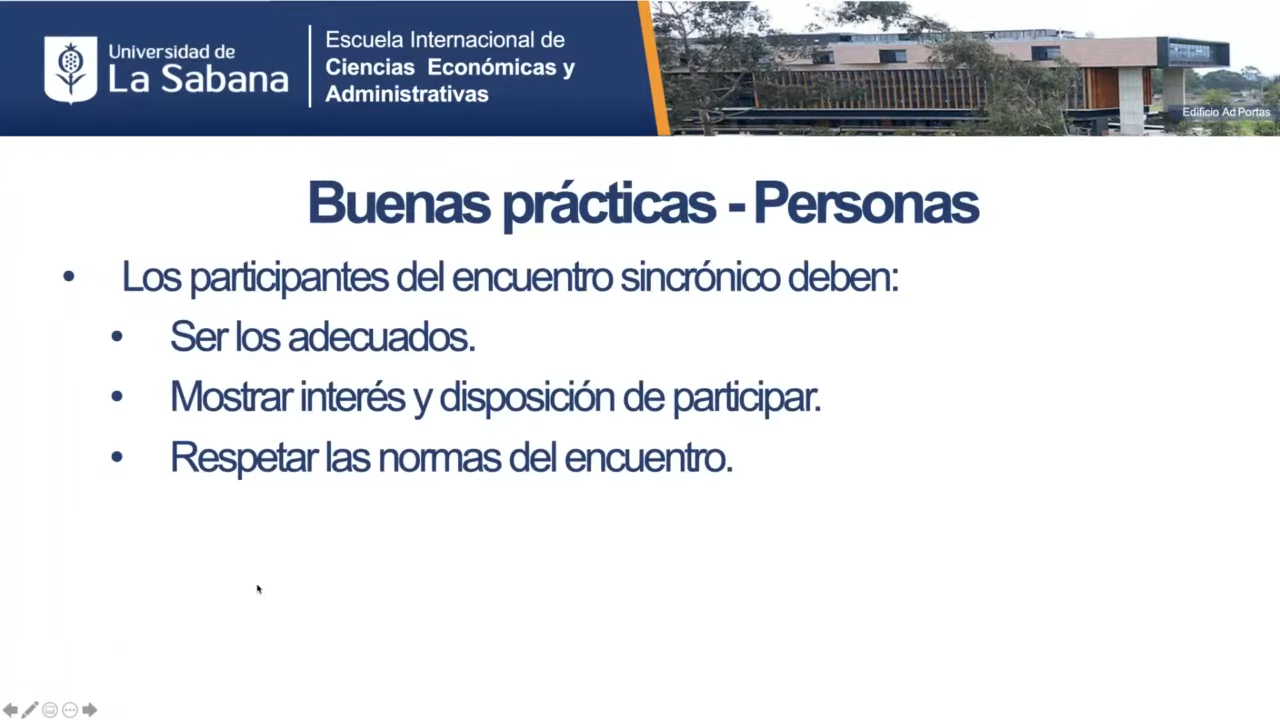 Universidad de
La Sabana
Escuela Internacional de
Ciencias Económicas y
Administrativas
Edificio Ad Portas
Buenas prácticas - Personas
• Los participantes del encuentro sincrónico deben:
• Ser los adecuados.
• Mostrar interés y disposición de participar.
• Respetar las normas del encuentro.